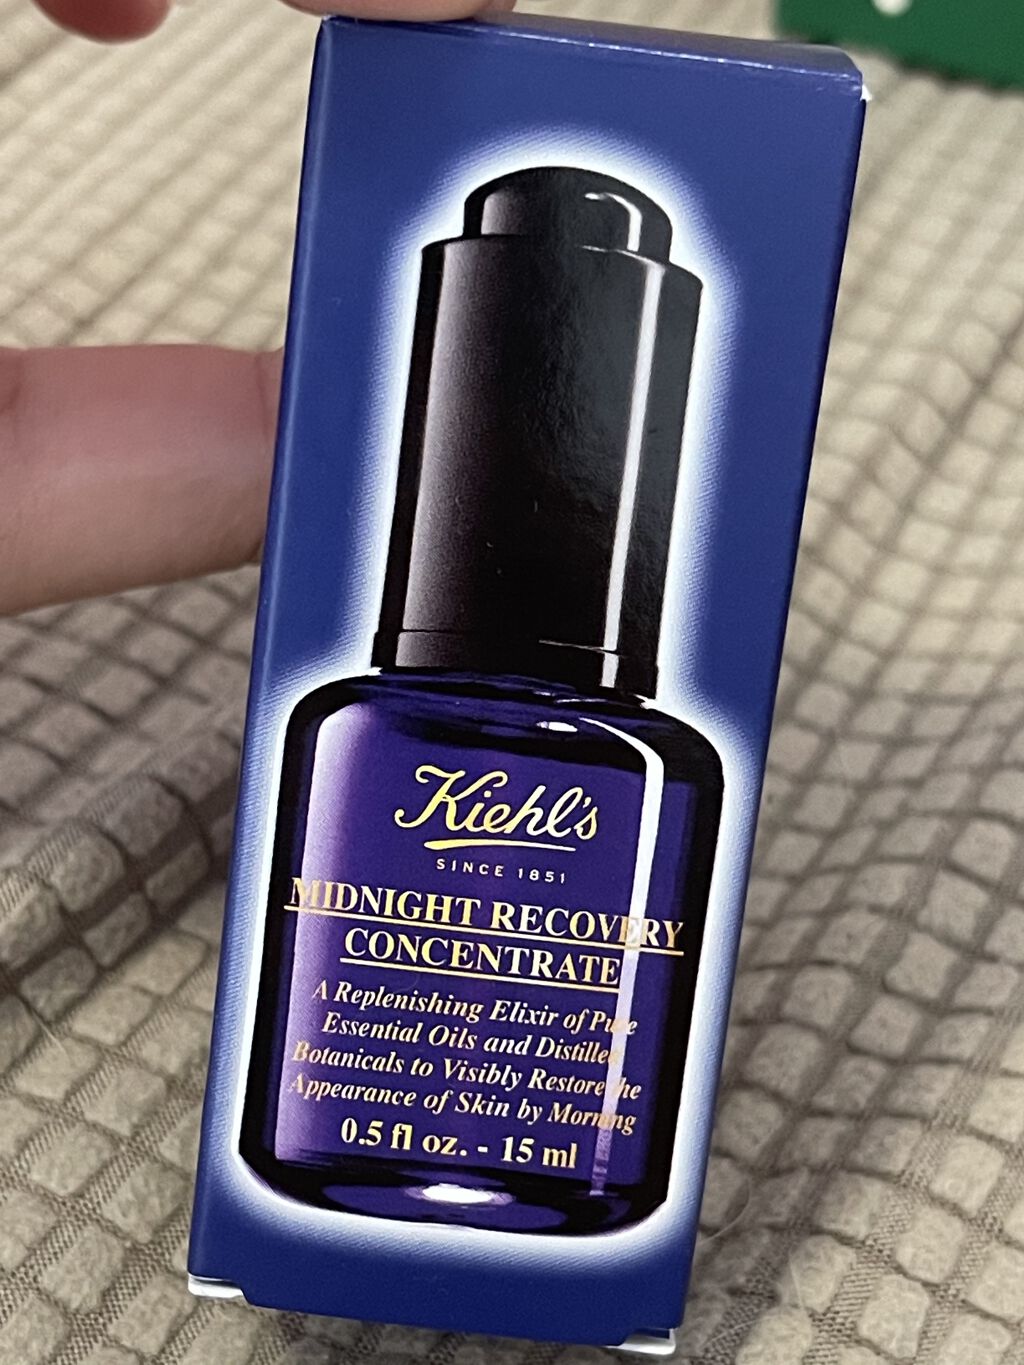 Kiehl's
SINCE 1851
MIDNIGHT RECOVERY
CONCENTRATE
A Replenishing Elixir of Pure
Essential Oils and Distilled
Botanicals to Visibly Restore the
Appearance of Skin by Morning
0.5 fl oz. - 15 ml